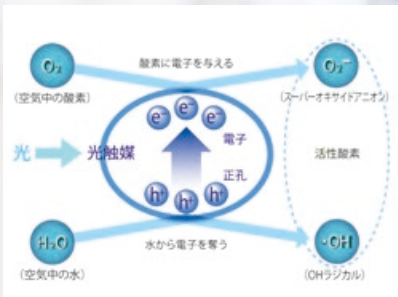 O₂
酸素に電子を与える
O₂⁻
(空気中の酸素)
(スーパーオキサイドアニオン)
e⁻ e⁻ e⁻
電子
光
光触媒
活性酸素
正孔
h⁺ h⁺ h⁺
H₂O
水から電子を奪う
・OH
(空気中の水)
(OHラジカル)